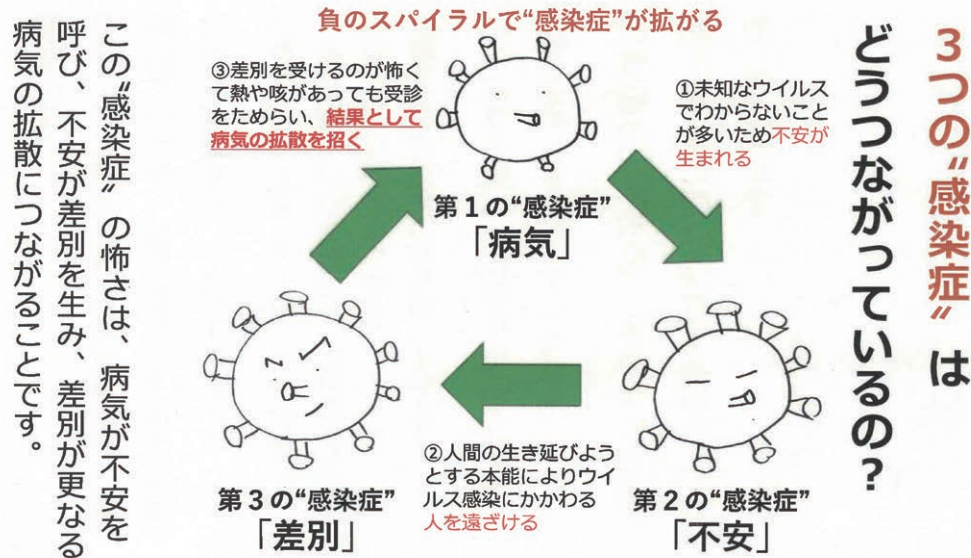 3つの〝感染症〟は
どうつながっているの?
負のスパイラルで“感染症”が拡がる
①未知なウイルス
でわからないこと
が多いため不安が
生まれる
第1の“感染症”
「病気」
③差別を受けるのが怖く
て熱や咳があっても受診
をためらい、結果として
病気の拡散を招く
第2の“感染症”
「不安」
②人間の生き延びよう
とする本能によりウイ
ルス感染にかかわる
人を遠ざける
第3の“感染症”
「差別」
この〝感染症〟の怖さは、病気が不安を
呼び、不安が差別を生み、差別が更なる
病気の拡散につながることです。